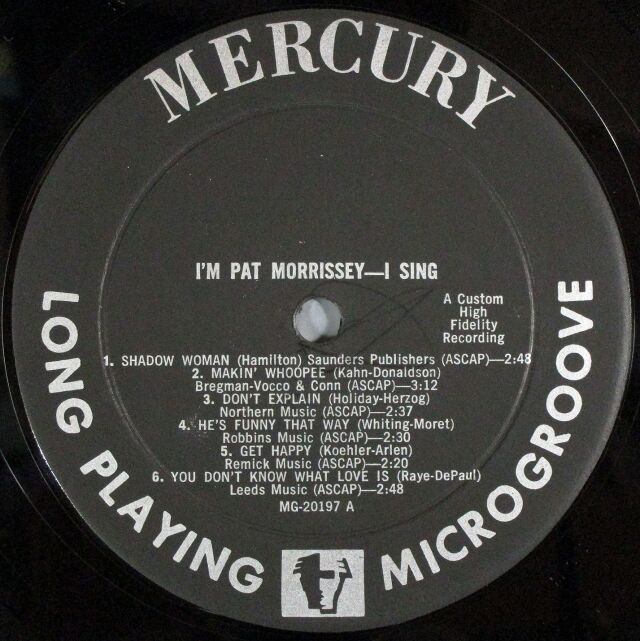 MERCURY
I'M PAT MORRISSEY—I SING
A Custom
High
Fidelity
Recording
1. SHADOW WOMAN (Hamilton) Saunders Publishers (ASCAP)—2:48
2. MAKIN' WHOOPEE (Kahn-Donaldson)
Bregman-Vocco & Conn (ASCAP)—3:12
3. DON'T EXPLAIN (Holiday-Herzog)
Northern Music (ASCAP)—2:37
4. HE'S FUNNY THAT WAY (Whiting-Moret)
Robbins Music (ASCAP)—2:30
5. GET HAPPY (Koehler-Arlen)
Remick Music (ASCAP)—2:20
6. YOU DON'T KNOW WHAT LOVE IS (Raye-DePaul)
Leeds Music (ASCAP)—2:48
MG-20197 A
LONG PLAYING MICROGROOVE